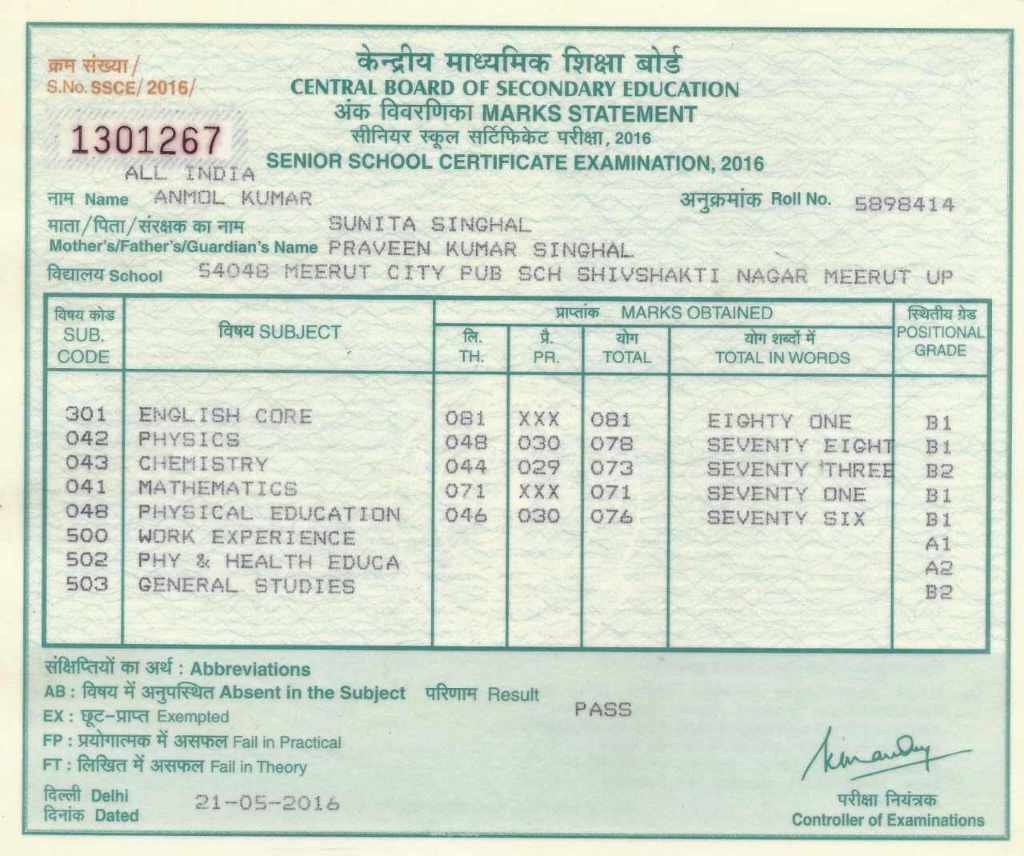 क्रम संख्या/
S.No. SSCE/ 2016/
1301267
केन्द्रीय माध्यमिक शिक्षा बोर्ड
CENTRAL BOARD OF SECONDARY EDUCATION
अंक विवरणिका MARKS STATEMENT
सीनियर स्कूल सर्टिफिकेट परीक्षा, 2016
SENIOR SCHOOL CERTIFICATE EXAMINATION, 2016
ALL INDIA
नाम Name ANMOL KUMAR अनुक्रमांक Roll No. 5898414
माता/पिता/संरक्षक का नाम SUNITA SINGHAL
Mother's/Father's/Guardian's Name PRAVEEN KUMAR SINGHAL
विद्यालय School 54048 MEERUT CITY PUB SCH SHIVSHAKTI NAGAR MEERUT UP
विषय कोड SUB. CODE विषय SUBJECT प्राप्तांक MARKS OBTAINED स्थितीय ग्रेड POSITIONAL GRADE
लि. TH. प्रै. PR. योग TOTAL योग शब्दों में TOTAL IN WORDS
301 ENGLISH CORE 081 XXX 081 EIGHTY ONE B1
042 PHYSICS 048 030 078 SEVENTY EIGHT B1
043 CHEMISTRY 044 029 073 SEVENTY THREE B2
041 MATHEMATICS 071 XXX 071 SEVENTY ONE B1
048 PHYSICAL EDUCATION 046 030 076 SEVENTY SIX B1
500 WORK EXPERIENCE A1
502 PHY & HEALTH EDUCA A2
503 GENERAL STUDIES B2
संक्षिप्तियों का अर्थ : Abbreviations
AB : विषय में अनुपस्थित Absent in the Subject परिणाम Result PASS
EX : छूट-प्राप्त Exempted
FP : प्रयोगात्मक में असफल Fail in Practical
FT : लिखित में असफल Fail in Theory
दिल्ली Delhi
दिनांक Dated 21-05-2016
परीक्षा नियंत्रक
Controller of Examinations